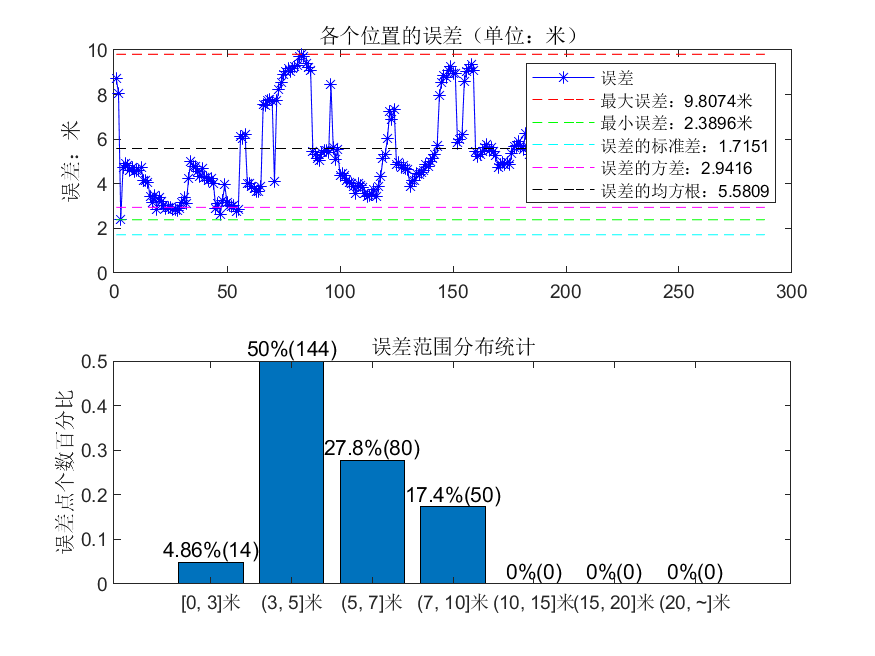 各个位置的误差（单位：米）
误差：米
10
8
6
4
2
0
0 50 100 150 200 250 300
误差
最大误差：9.8074米
最小误差：2.3896米
误差的标准差：1.7151
误差的方差：2.9416
误差的均方根：5.5809
误差范围分布统计
误差点个数百分比
0.5
0.4
0.3
0.2
0.1
0
4.86%(14)
50%(144)
27.8%(80)
17.4%(50)
0%(0)
0%(0)
0%(0)
[0, 3]米 (3, 5]米 (5, 7]米 (7, 10]米 (10, 15]米 (15, 20]米 (20, ~]米